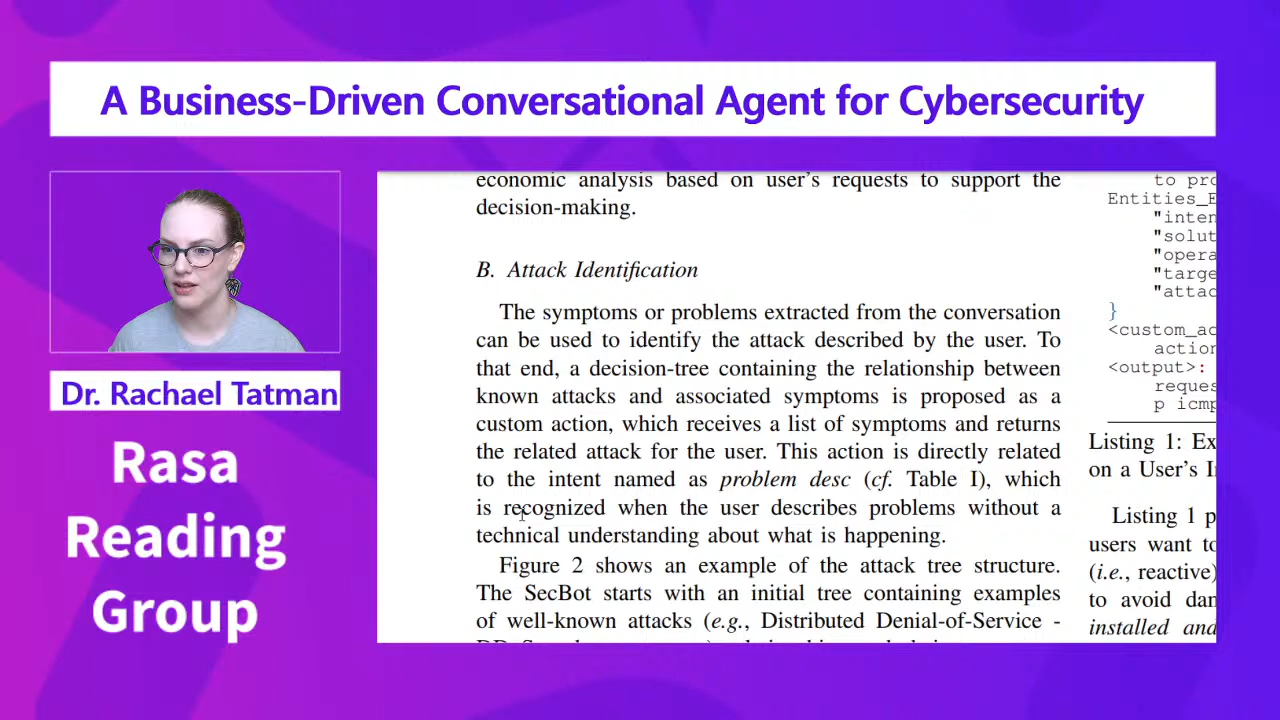 A Business-Driven Conversational Agent for Cybersecurity
Dr. Rachael Tatman
Rasa
Reading
Group
economic analysis based on user's requests to support the
decision-making.
B. Attack Identification
The symptoms or problems extracted from the conversation
can be used to identify the attack described by the user. To
that end, a decision-tree containing the relationship between
known attacks and associated symptoms is proposed as a
custom action, which receives a list of symptoms and returns
the related attack for the user. This action is directly related
to the intent named as problem desc (cf. Table I), which
is recognized when the user describes problems without a
technical understanding about what is happening.
Figure 2 shows an example of the attack tree structure.
The SecBot starts with an initial tree containing examples
of well-known attacks (e.g., Distributed Denial-of-Service -
to pro
Entities_E
"inten
"solut
"opera
"targe
"attac
}
<custom_ac
action
<output>:
reques
p icmp
Listing 1: Ex
on a User's I
Listing 1 p
users want to
(i.e., reactive)
to avoid dan
installed and